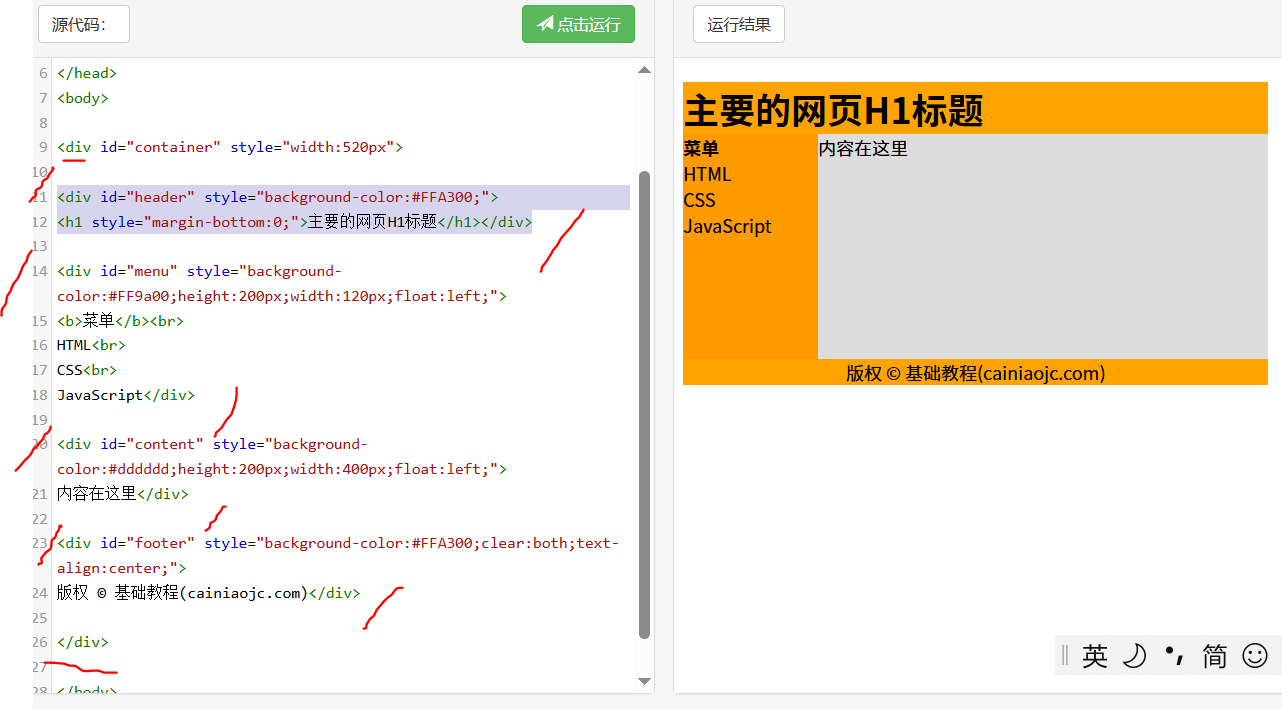 源代码：
点击运行
运行结果
6 </head>
7 <body>
8
9 <div id="container" style="width:520px">
10
11 <div id="header" style="background-color:#FFA300;">
12 <h1 style="margin-bottom:0;">主要的网页H1标题</h1></div>
13
14 <div id="menu" style="background-
color:#FF9a00;height:200px;width:120px;float:left;">
15 <b>菜单</b><br>
16 HTML<br>
17 CSS<br>
18 JavaScript</div>
19
20 <div id="content" style="background-
color:#dddddd;height:200px;width:400px;float:left;">
21 内容在这里</div>
22
23 <div id="footer" style="background-color:#FFA300;clear:both;text-
align:center;">
24 版权 © 基础教程(cainiaojc.com)</div>
25
26 </div>
27
28 </body>
主要的网页H1标题
菜单
内容在这里
HTML
CSS
JavaScript
版权 © 基础教程(cainiaojc.com)
英 简